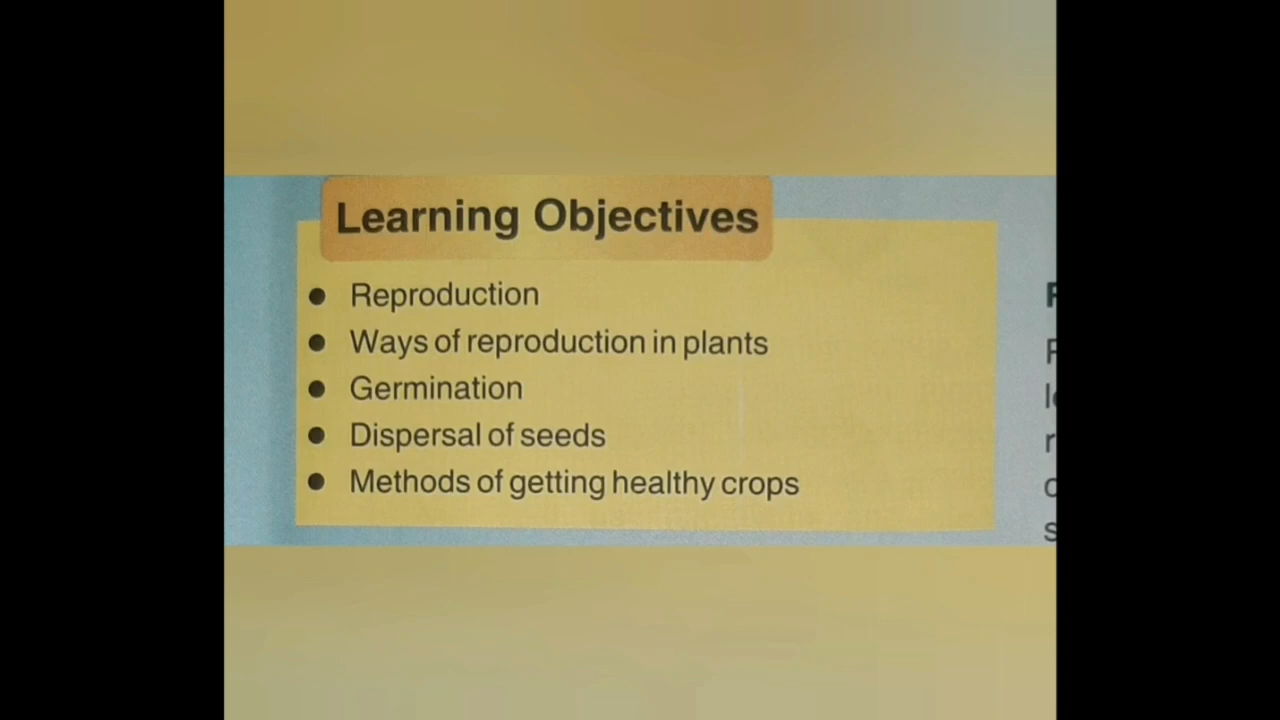 Learning Objectives
● Reproduction
● Ways of reproduction in plants
● Germination
● Dispersal of seeds
● Methods of getting healthy crops